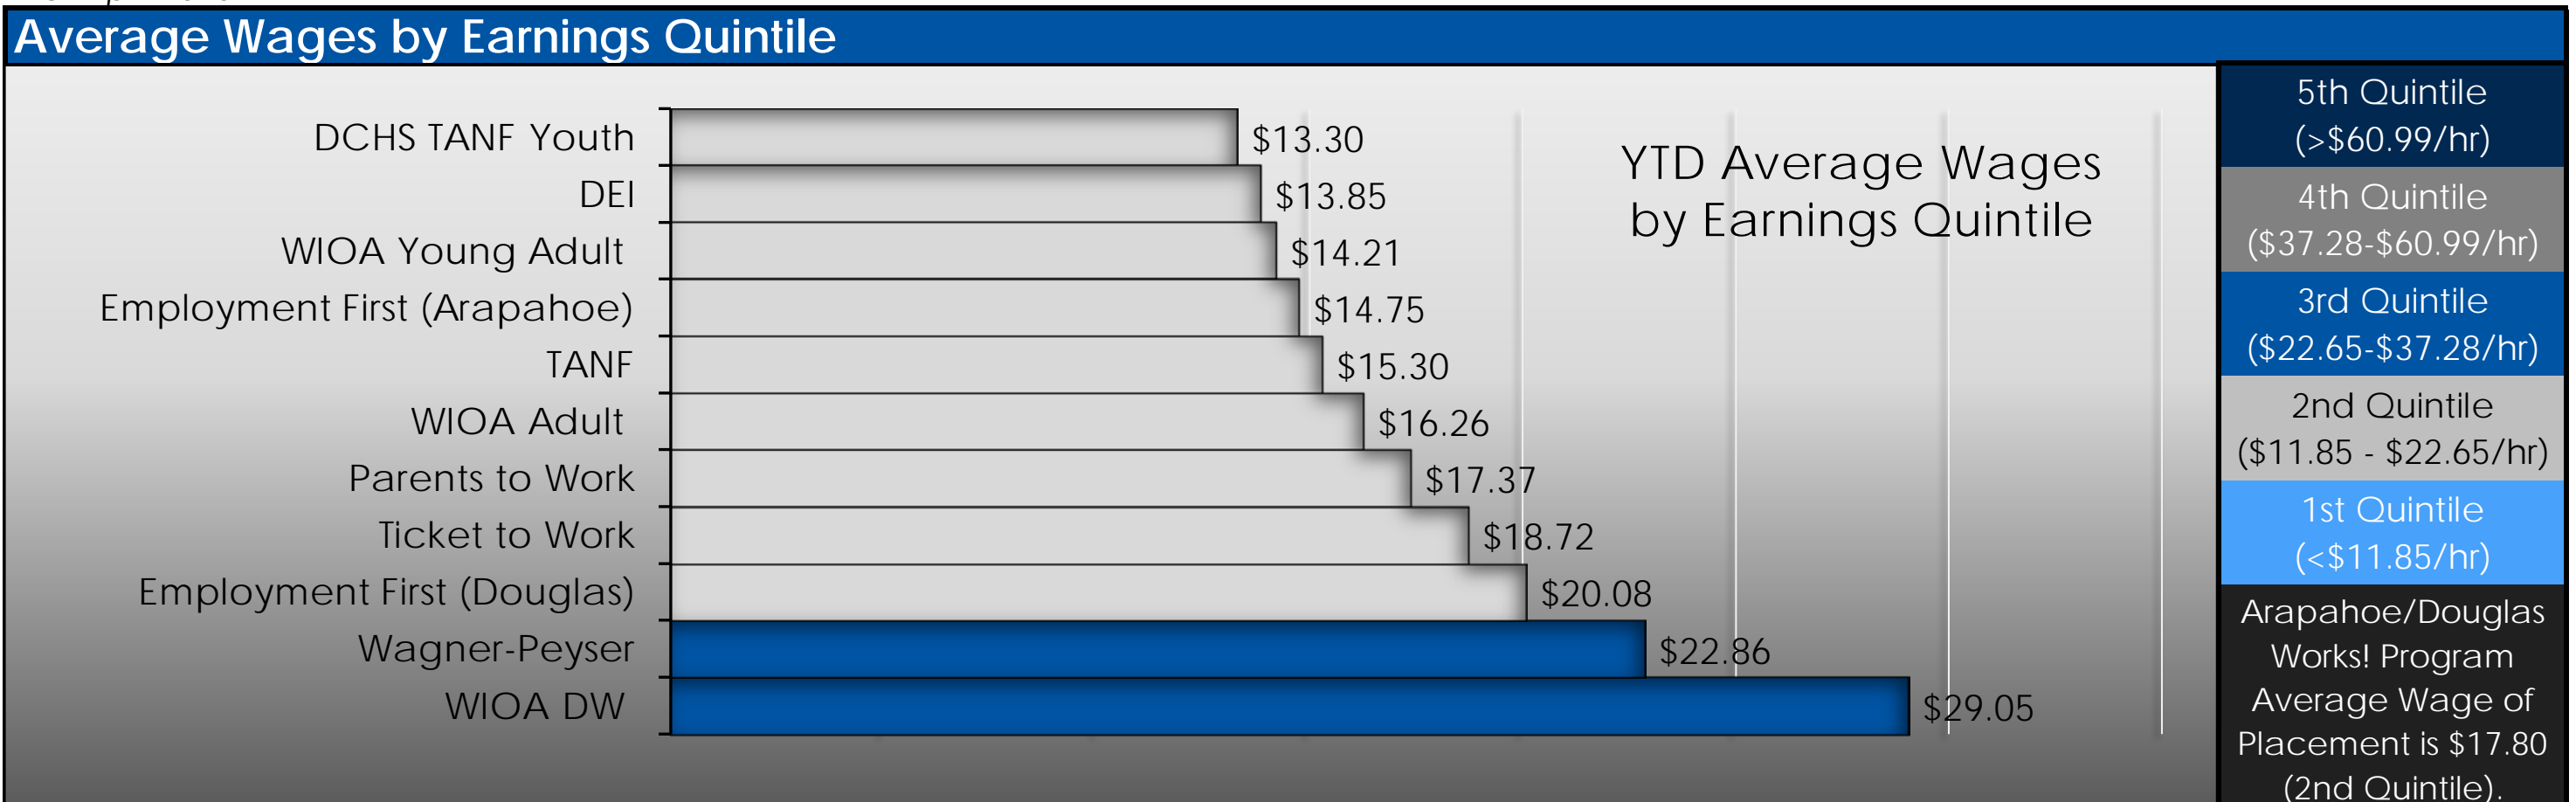 Average Wages by Earnings Quintile
YTD Average Wages
by Earnings Quintile
DCHS TANF Youth $13.30
DEI $13.85
WIOA Young Adult $14.21
Employment First (Arapahoe) $14.75
TANF $15.30
WIOA Adult $16.26
Parents to Work $17.37
Ticket to Work $18.72
Employment First (Douglas) $20.08
Wagner-Peyser $22.86
WIOA DW $29.05
5th Quintile
(>$60.99/hr)
4th Quintile
($37.28-$60.99/hr)
3rd Quintile
($22.65-$37.28/hr)
2nd Quintile
($11.85 - $22.65/hr)
1st Quintile
(<$11.85/hr)
Arapahoe/Douglas
Works! Program
Average Wage of
Placement is $17.80
(2nd Quintile).